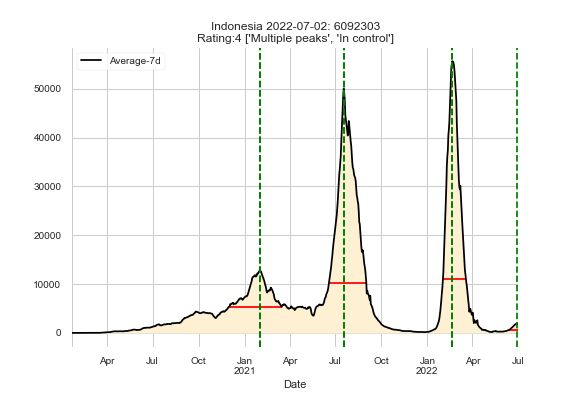 Indonesia 2022-07-02: 6092303
Rating:4 ['Multiple peaks', 'In control']
Average-7d
50000
40000
30000
20000
10000
0
Apr Jul Oct Jan Apr Jul Oct Jan Apr Jul
2021 2022
Date